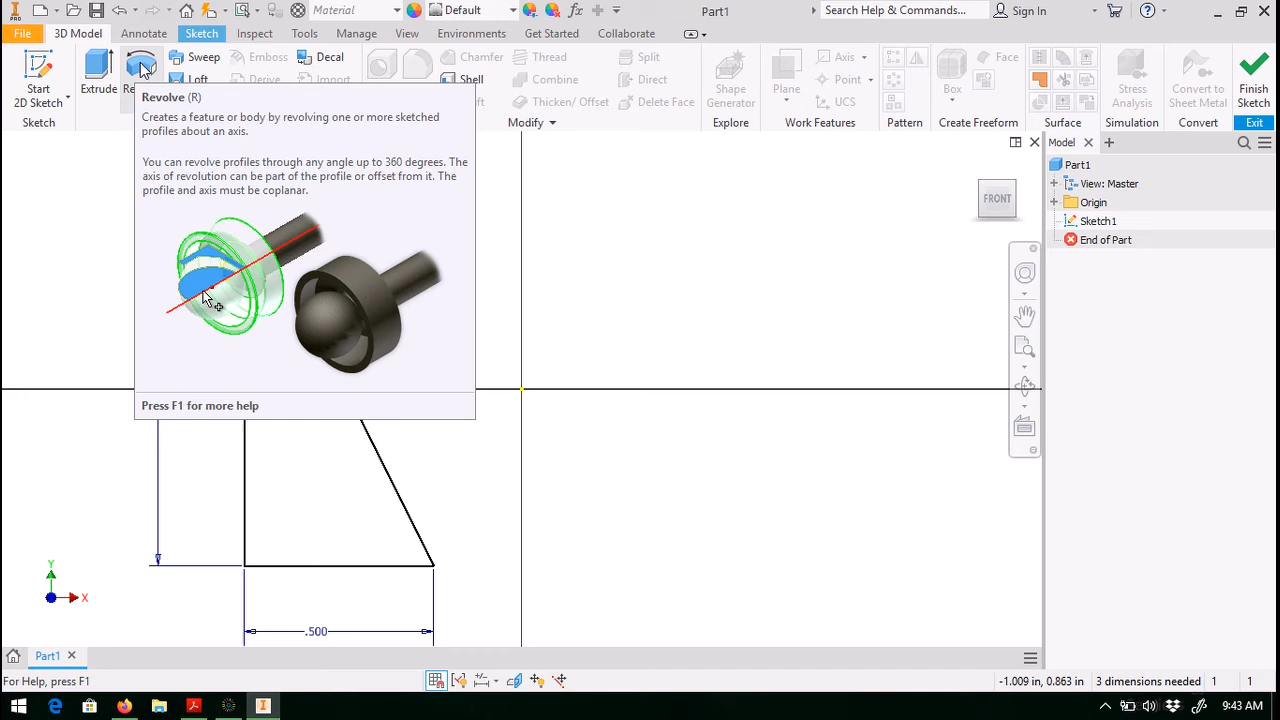 PRO
Material
Default
fx
Part1
Search Help & Commands...
Sign In
File
3D Model
Annotate
Sketch
Inspect
Tools
Manage
View
Environments
Get Started
Collaborate
Start
2D Sketch
Sketch
Extrude
Re
Sweep
Loft
Emboss
Derive
Decal
Import
Chamfer
Shell
Thread
Combine
Thicken/ Offset
Split
Direct
Delete Face
Modify
Shape
Generator
Explore
Plane
Axis
Point
UCS
Work Features
Pattern
Box
Face
Create Freeform
Surface
Stress
Analysis
Simulation
Convert to
Sheet Metal
Convert
Finish
Sketch
Exit
Revolve (R)
Creates a feature or body by revolving one or more sketched
profiles about an axis.
You can revolve profiles through any angle up to 360 degrees. The
axis of revolution can be part of the profile or offset from it. The
profile and axis must be coplanar.
Press F1 for more help
FRONT
Model
Part1
View: Master
Origin
Sketch1
End of Part
.500
Y
X
Part1
For Help, press F1
-1.009 in, 0.863 in
3 dimensions needed
1
1
9:43 AM